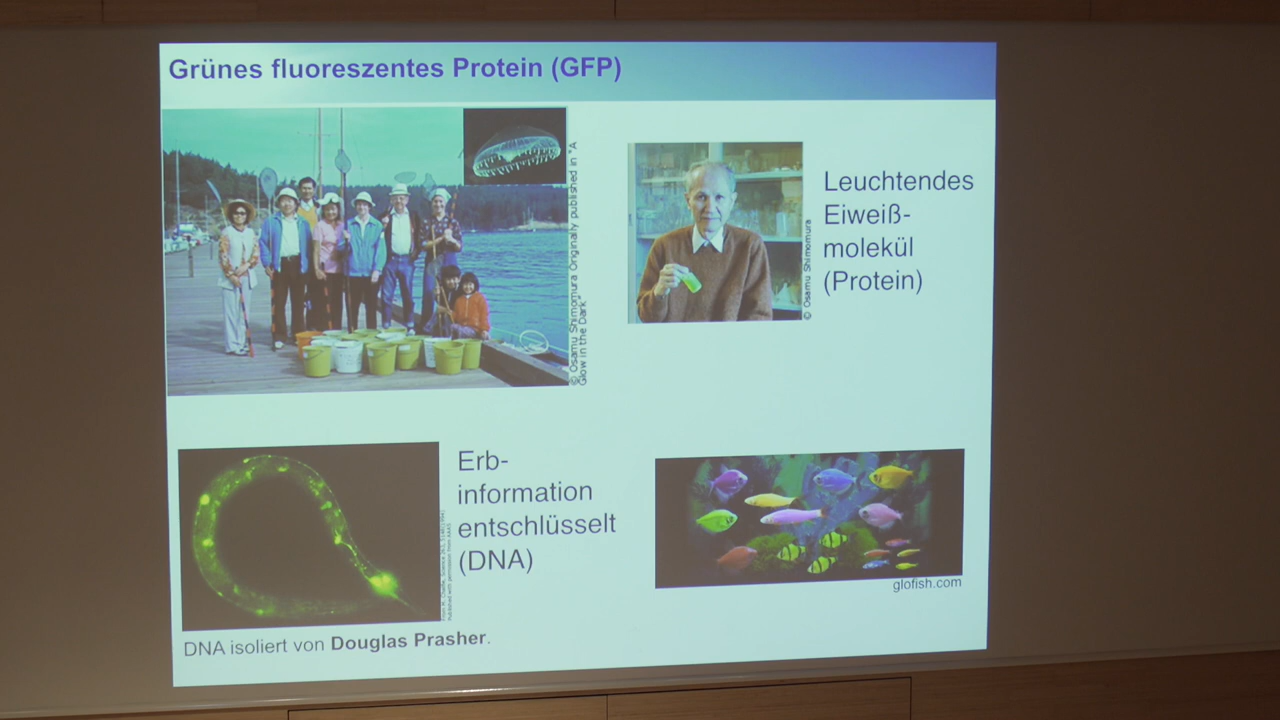 Grünes fluoreszentes Protein (GFP)
© Osamu Shimomura Originally published in "A
Glow in the Dark"
© Osamu Shimomura
Leuchtendes
Eiweiß-
molekül
(Protein)
Erb-
information
entschlüsselt
(DNA)
glofish.com
DNA isoliert von Douglas Prasher.